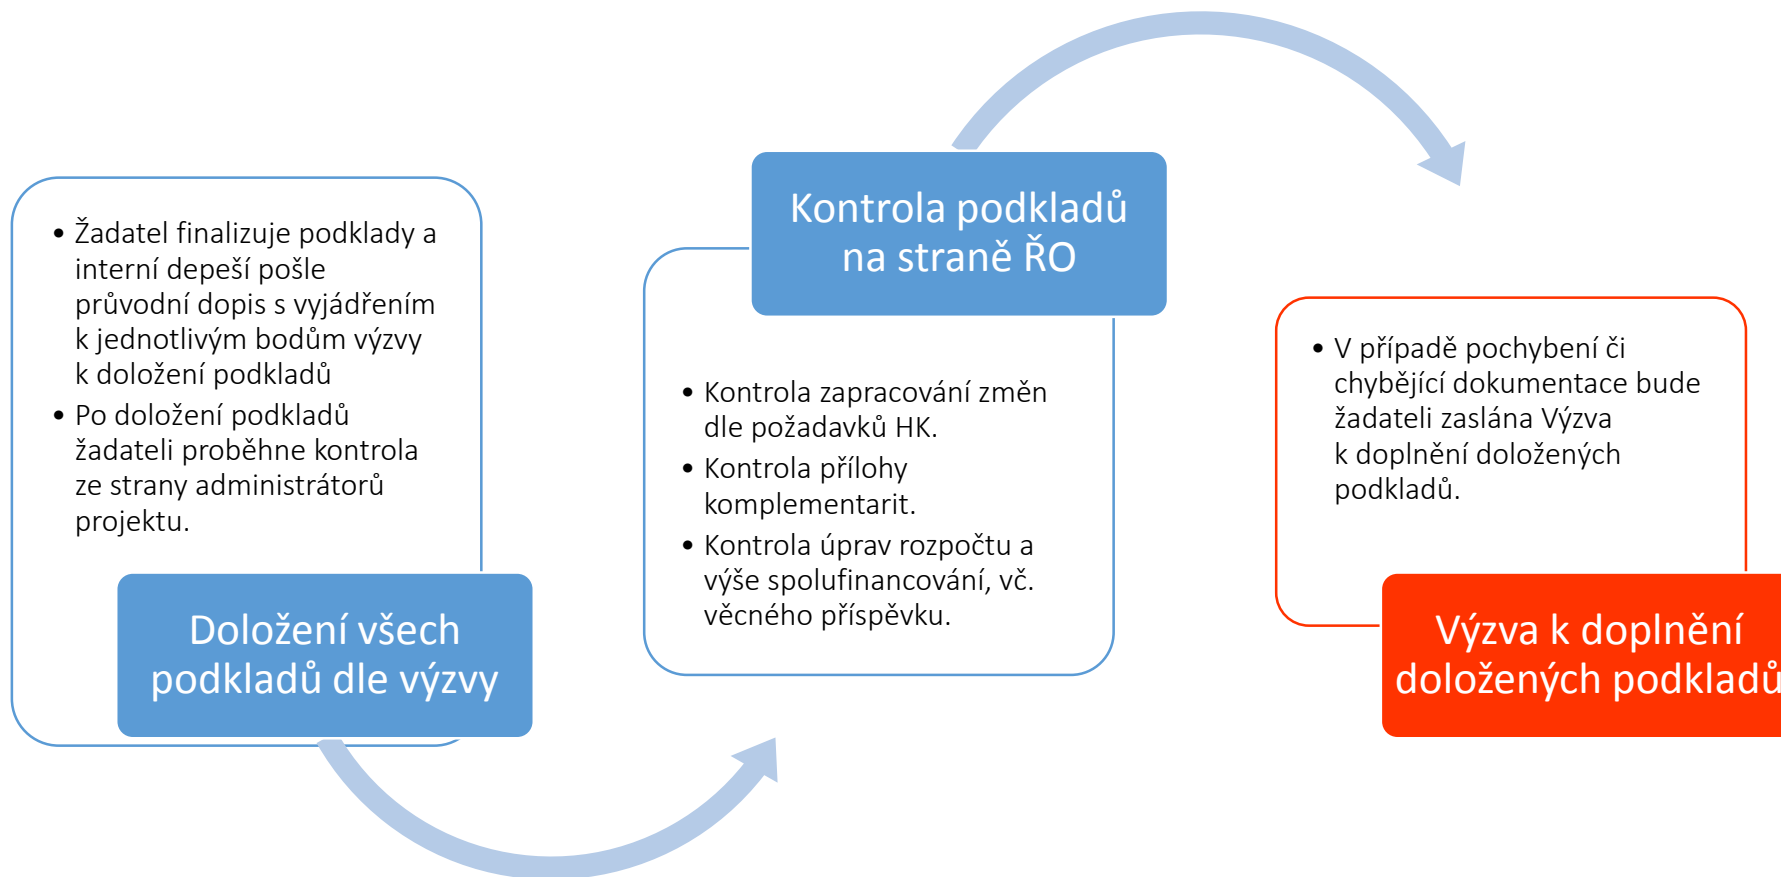 • Žadatel finalizuje podklady a
interní depeší pošle
průvodní dopis s vyjádřením
k jednotlivým bodům výzvy
k doložení podkladů
• Po doložení podkladů
žadateli proběhne kontrola
ze strany administrátorů
projektu.
Doložení všech
podkladů dle výzvy
Kontrola podkladů
na straně ŘO
• Kontrola zapracování změn
dle požadavků HK.
• Kontrola přílohy
komplementarit.
• Kontrola úprav rozpočtu a
výše spolufinancování, vč.
věcného příspěvku.
• V případě pochybení či
chybějící dokumentace bude
žadateli zaslána Výzva
k doplnění doložených
podkladů.
Výzva k doplnění
doložených podkladů